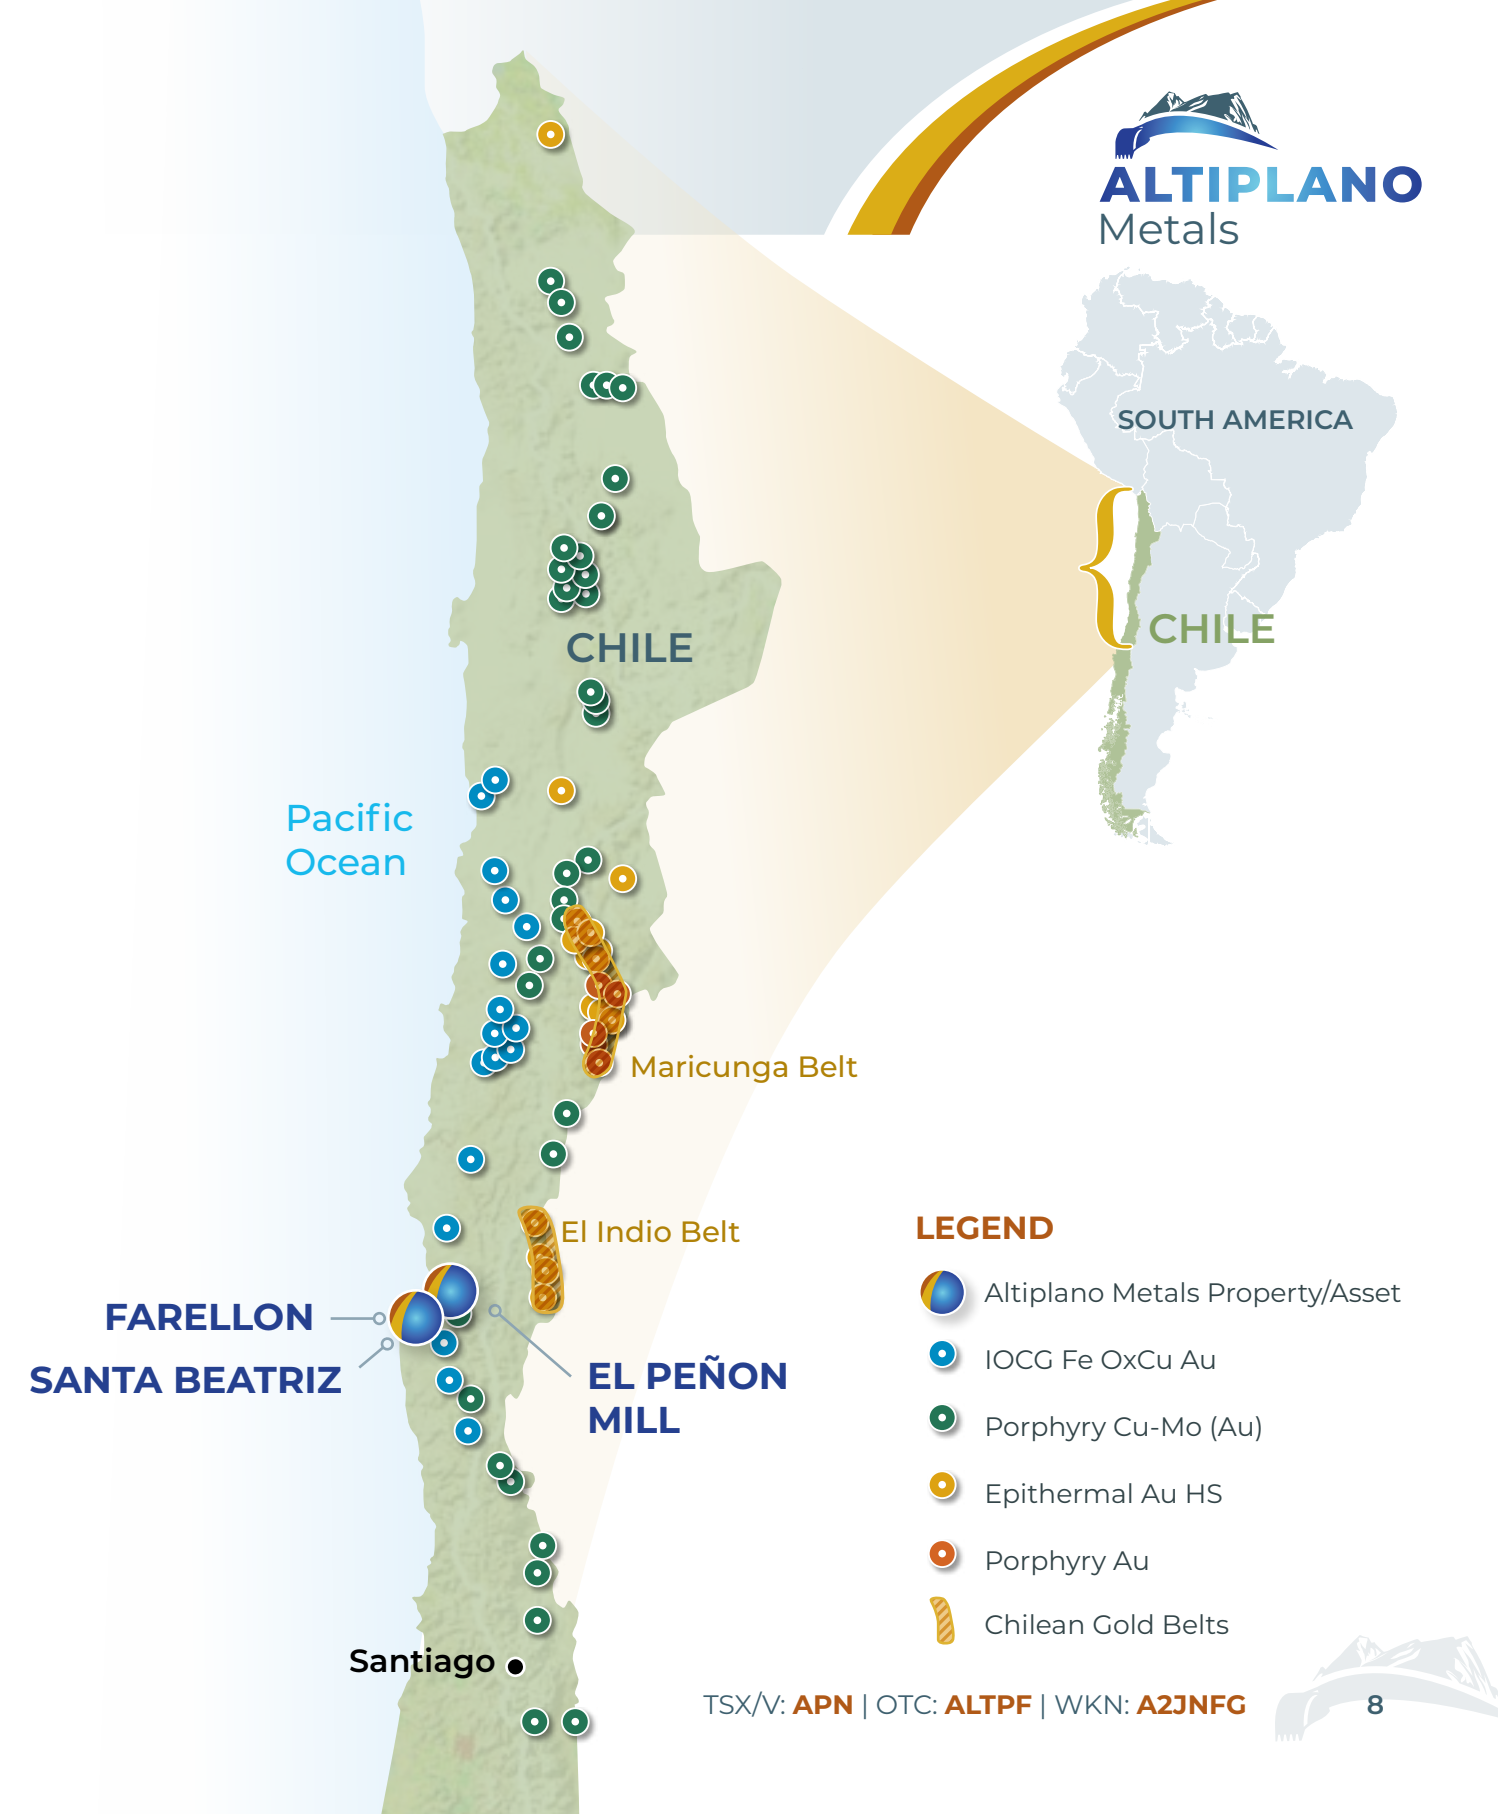 ALTIPLANO
Metals
SOUTH AMERICA
CHILE
CHILE
Pacific
Ocean
Maricunga Belt
El Indio Belt
FARELLON
SANTA BEATRIZ
EL PEÑON
MILL
Santiago
LEGEND
Altiplano Metals Property/Asset
IOCG Fe OxCu Au
Porphyry Cu-Mo (Au)
Epithermal Au HS
Porphyry Au
Chilean Gold Belts
TSX/V: APN | OTC: ALTPF | WKN: A2JNFG
8